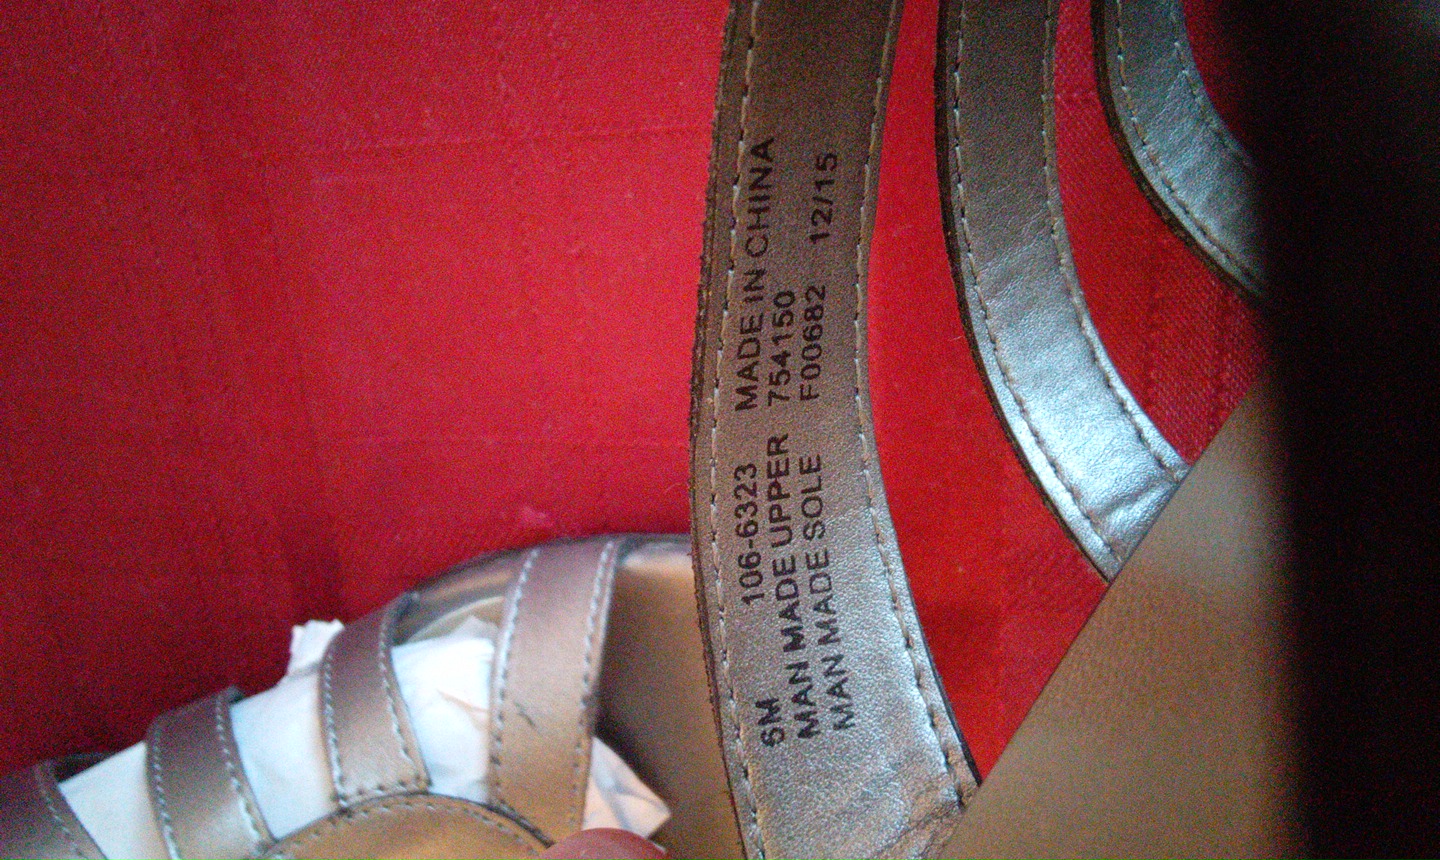 6M 106-6323 MADE IN CHINA
MAN MADE UPPER 754150
MAN MADE SOLE F00682 12/15